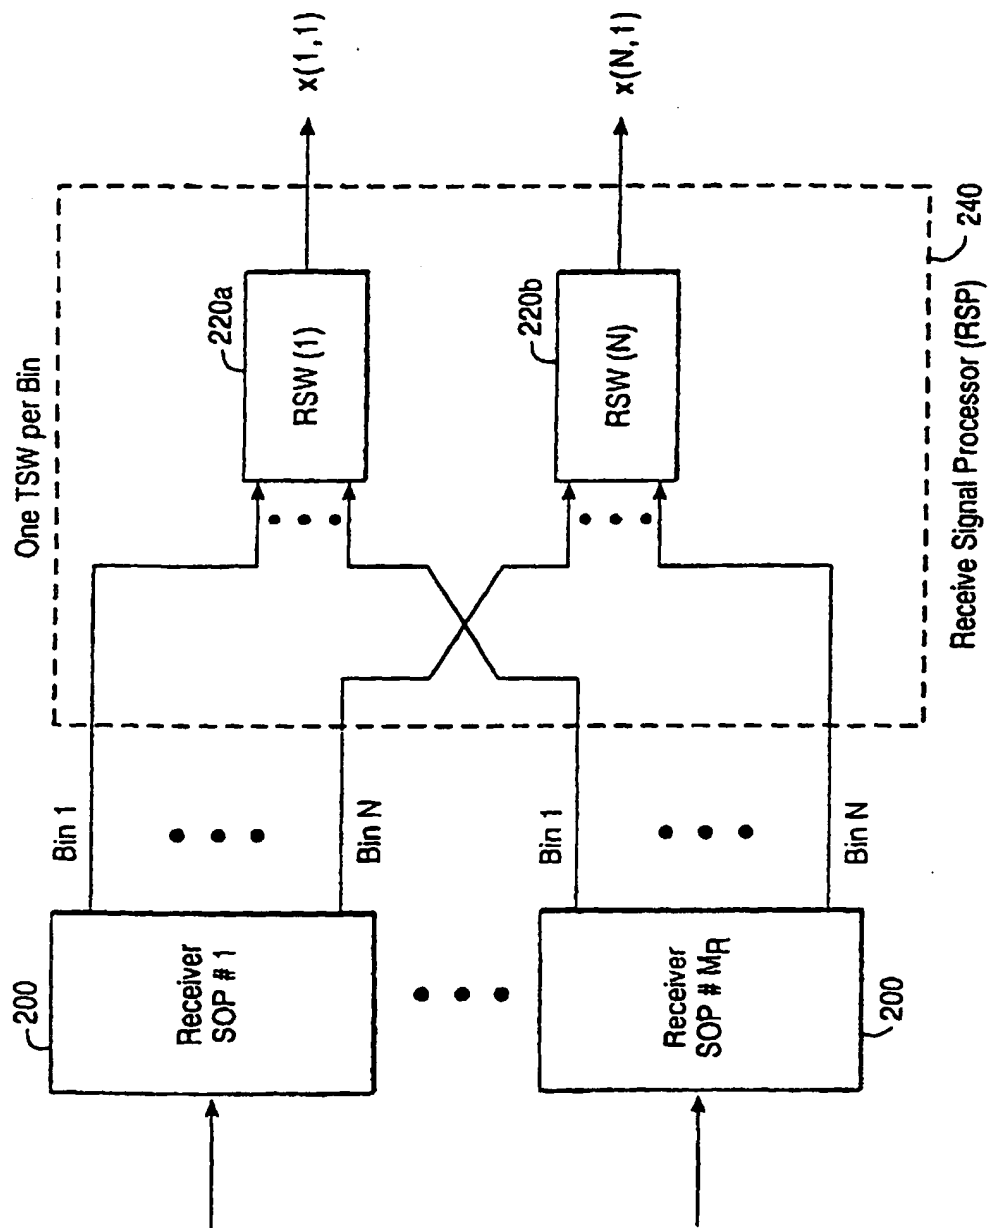 One TSW per Bin
200
Receiver
SOP # 1
Bin 1
Bin N
220a
RSW (1)
x(1,1)
200
Receiver
SOP # MR
Bin 1
Bin N
220b
RSW (N)
x(N,1)
240
Receive Signal Processor (RSP)